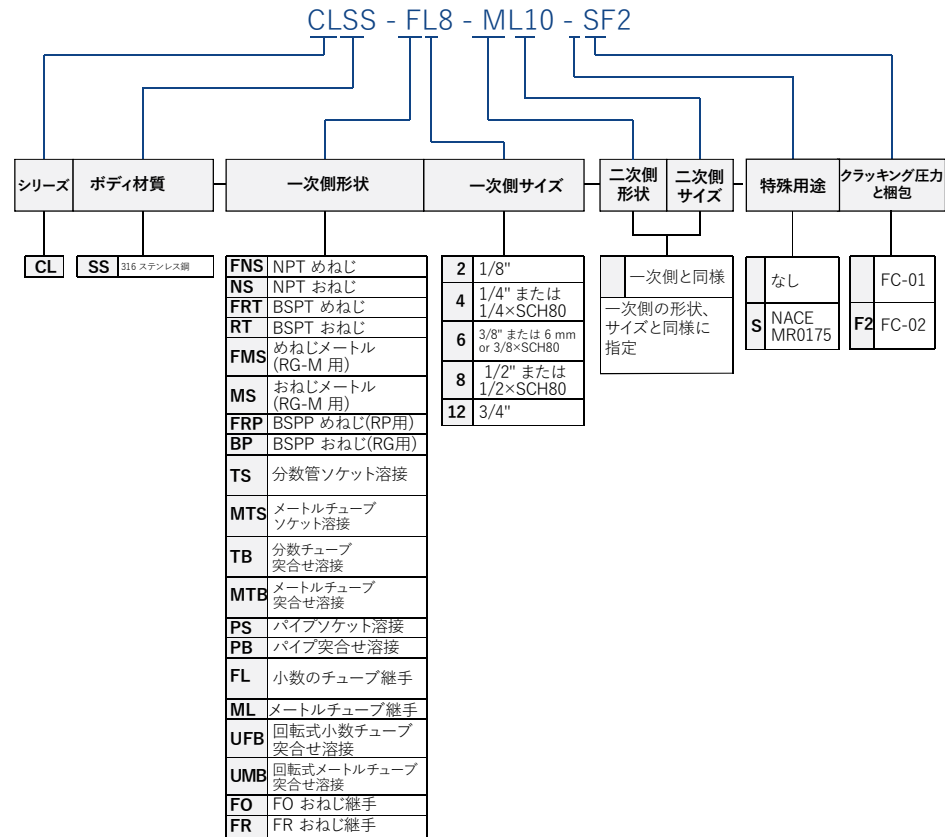 CLSS - FL8 - ML10 - SF2
シリーズ
ボディ材質
一次側形状
一次側サイズ
二次側
形状
二次側
サイズ
特殊用途
クラッキング圧力
と梱包
CL
SS 316 ステンレス鋼
FNS NPT めねじ
NS NPT おねじ
FRT BSPT めねじ
RT BSPT おねじ
FMS めねじメートル
(RG-M 用)
MS おねじメートル
(RG-M 用)
FRP BSPP めねじ(RP用)
BP BSPP おねじ(RG用)
TS 分数管ソケット溶接
MTS メートルチューブ
ソケット溶接
TB 分数チューブ
突合せ溶接
MTB メートルチューブ
突合せ溶接
PS パイプソケット溶接
PB パイプ突合せ溶接
FL 小数のチューブ継手
ML メートルチューブ継手
UFB 回転式小数チューブ
突合せ溶接
UMB 回転式メートルチューブ
突合せ溶接
FO FO おねじ継手
FR FR おねじ継手
2 1/8"
4 1/4" または
1/4×SCH80
6 3/8" または 6 mm
or 3/8×SCH80
8 1/2" または
1/2×SCH80
12 3/4"
一次側と同様
一次側の形状、
サイズと同様に
指定
なし
S NACE
MR0175
FC-01
F2 FC-02